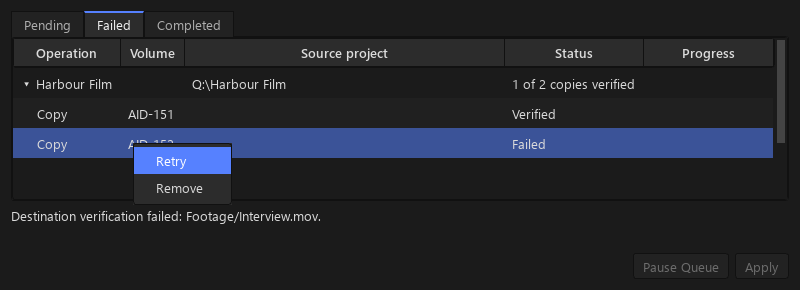 Pending Failed Completed
Operation Volume Source project Status Progress
Harbour Film Q:\Harbour Film 1 of 2 copies verified
Copy AID-151 Verified
Copy Failed
Retry
Remove
Destination verification failed: Footage/Interview.mov.
Pause Queue Apply